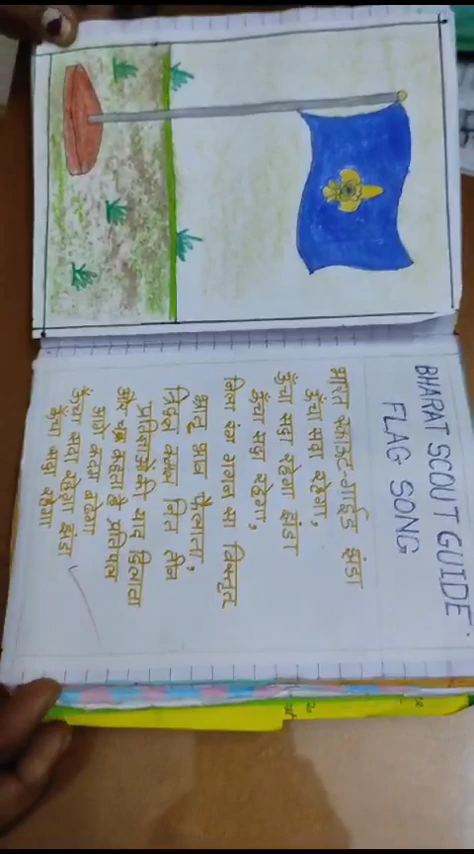 BHARAT SCOUT GUIDE
FLAG SONG
भारत स्काउट-गाईड झंडा
ऊँचा सदा रहेगा,
ऊँचा सदा रहेगा झंडा
ऊँचा सदा रहेगा,
नीला रंग गगन सा विस्तृत
भ्रातृ भाव फैलाता,
त्रिदल कमल नित तीन
प्रतिज्ञाओं की याद दिलाता
और चक्र कहता है प्रतिपल
आगे कदम बढ़ेगा
ऊँचा सदा रहेगा झंडा
ऊँचा सदा रहेगा